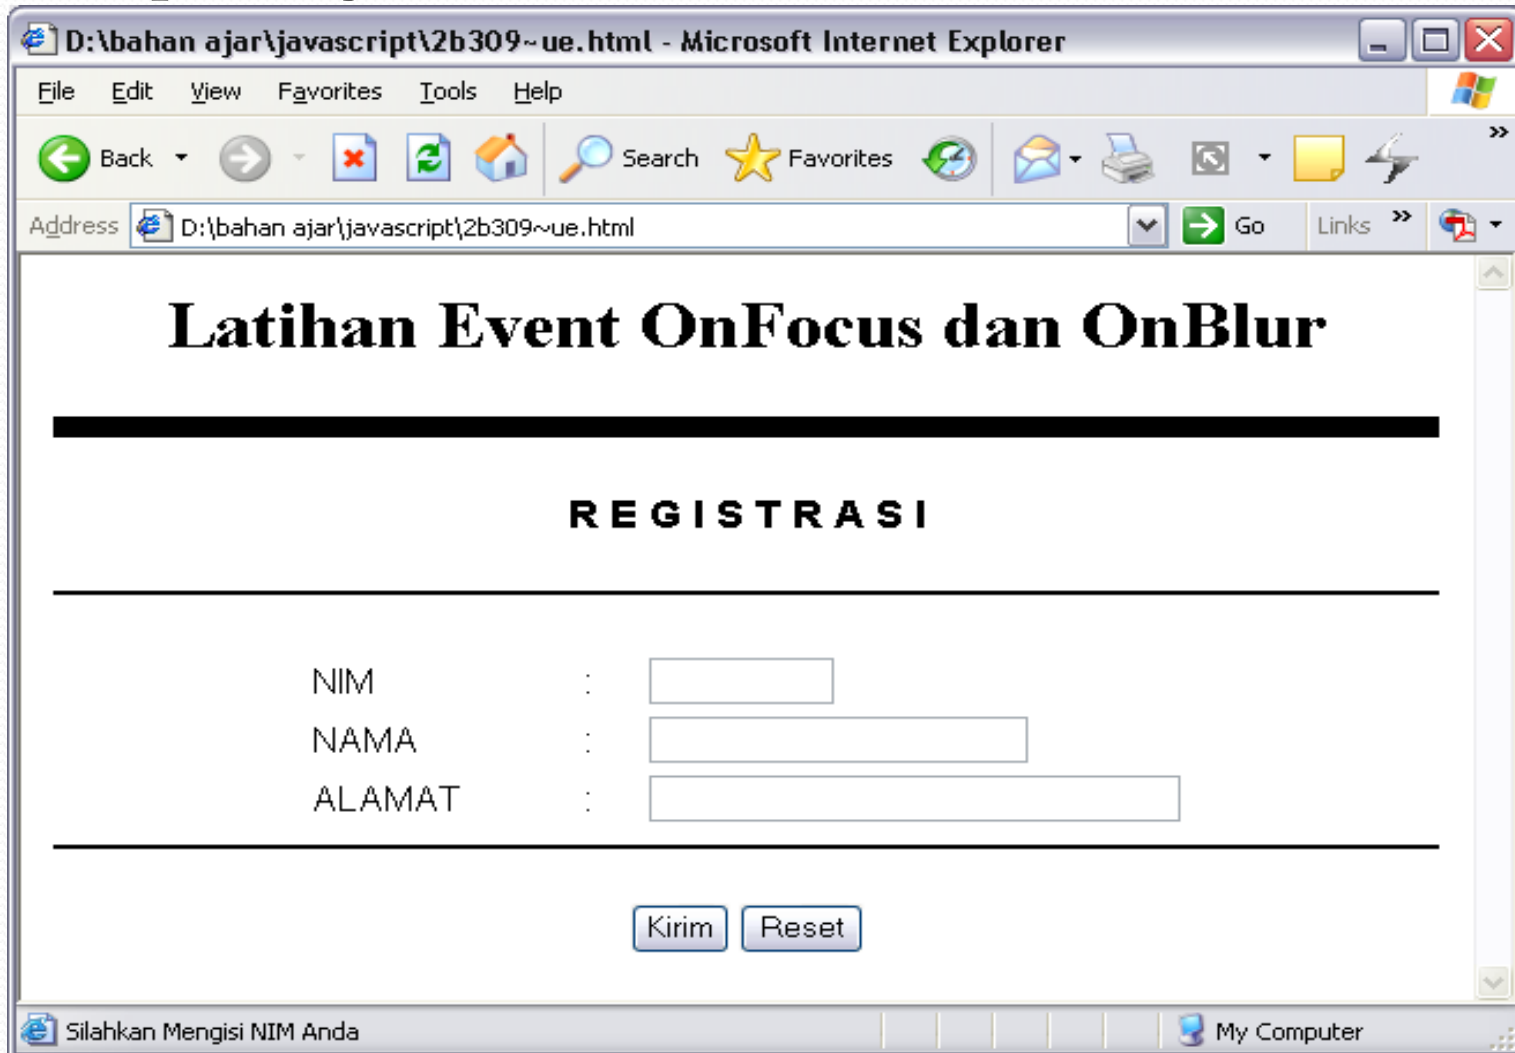 D:\bahan ajar\javascript\2b309~ue.html - Microsoft Internet Explorer
File Edit View Favorites Tools Help
Back Search Favorites
Address D:\bahan ajar\javascript\2b309~ue.html Go Links
Latihan Event OnFocus dan OnBlur
R E G I S T R A S I
NIM :
NAMA :
ALAMAT :
Kirim Reset
Silahkan Mengisi NIM Anda My Computer